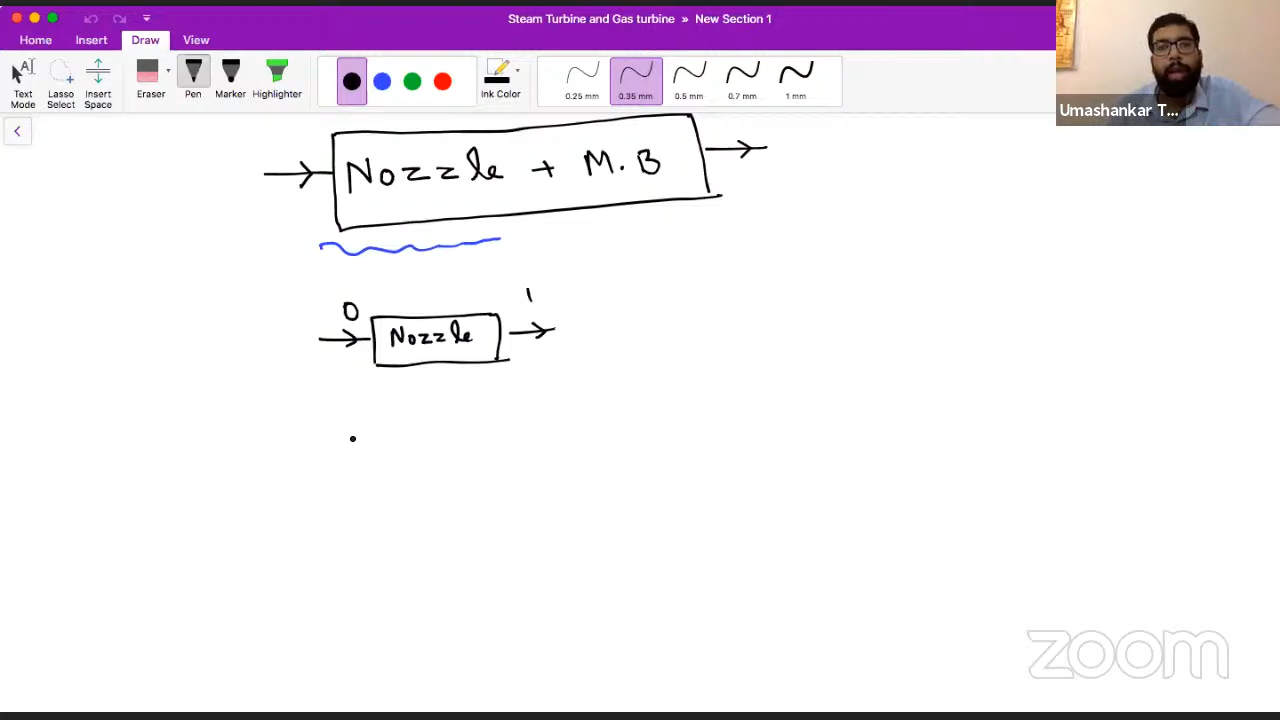 Steam Turbine and Gas turbine » New Section 1
Home Insert Draw View
Text Mode
Lasso Select
Insert Space
Eraser
Pen
Marker
Highlighter
Ink Color
0.25 mm
0.35 mm
0.5 mm
0.7 mm
1 mm
Umashankar T...
Nozzle + M.B
0 1
Nozzle
zoom